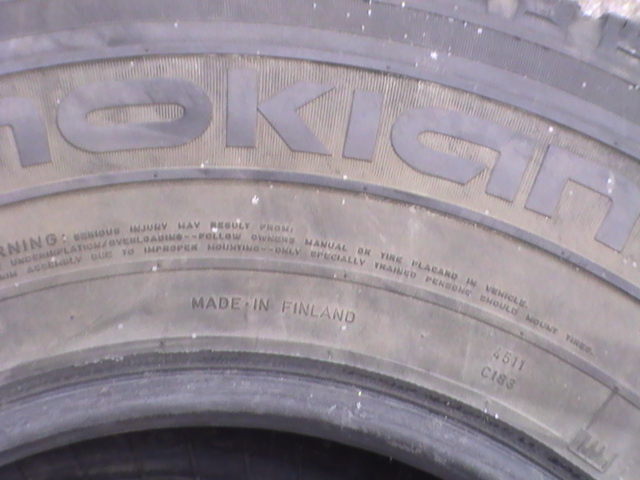 nokian
WARNING: SERIOUS INJURY MAY RESULT FROM:
UNDERINFLATION/OVERLOADING--FOLLOW OWNERS MANUAL OR TIRE PLACARD IN VEHICLE.
ASSEMBLY DUE TO IMPROPER MOUNTING--ONLY SPECIALLY TRAINED PERSONS SHOULD MOUNT TIRES.
MADE·IN FINLAND
4511
C183